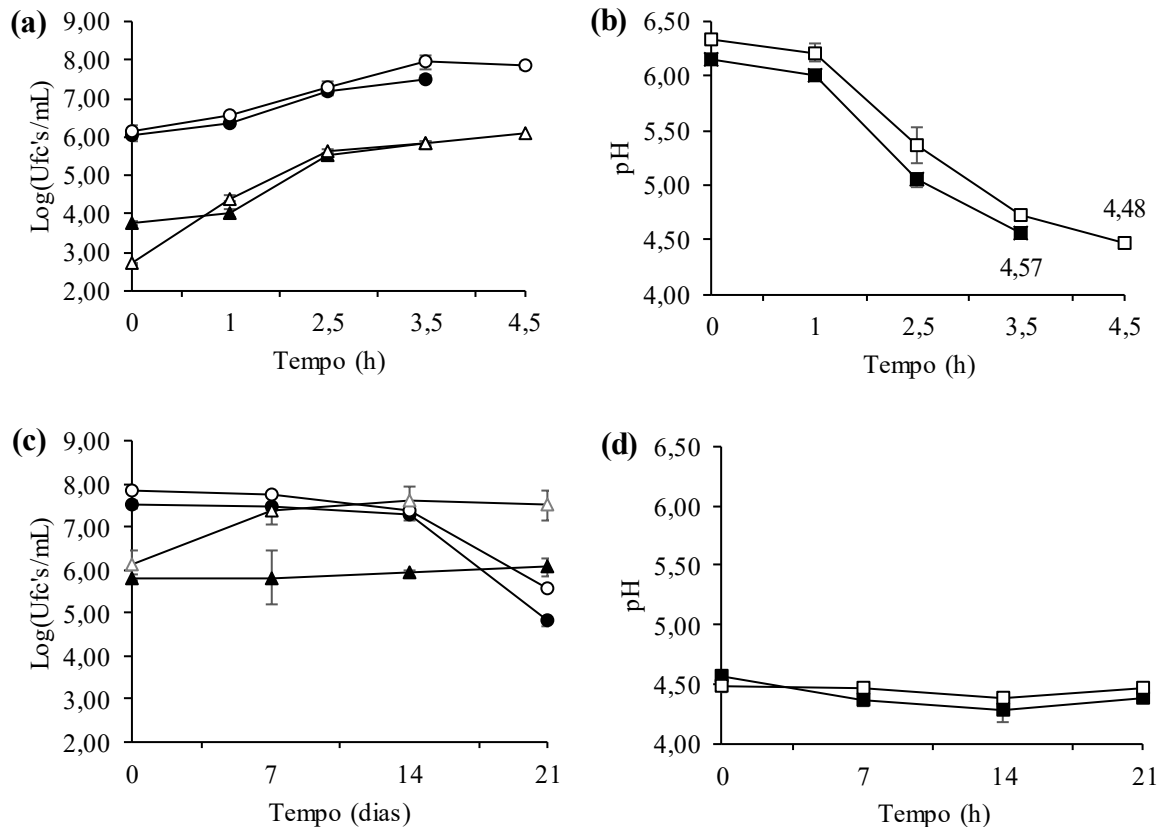 (a)
9,00
8,00
7,00
6,00
5,00
4,00
3,00
2,00
Log(Ufc's/mL)
0 1 2,5 3,5 4,5
Tempo (h)
(b)
6,50
6,00
5,50
5,00
4,50
4,00
pH
4,48
4,57
0 1 2,5 3,5 4,5
Tempo (h)
(c)
9,00
8,00
7,00
6,00
5,00
4,00
3,00
2,00
Log(Ufc's/mL)
0 7 14 21
Tempo (dias)
(d)
6,50
6,00
5,50
5,00
4,50
4,00
pH
0 7 14 21
Tempo (h)